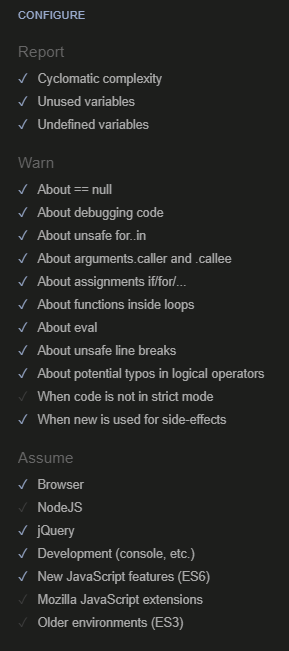 CONFIGURE
Report
Cyclomatic complexity
Unused variables
Undefined variables
Warn
About == null
About debugging code
About unsafe for..in
About arguments.caller and .callee
About assignments if/for/...
About functions inside loops
About eval
About unsafe line breaks
About potential typos in logical operators
When code is not in strict mode
When new is used for side-effects
Assume
Browser
NodeJS
jQuery
Development (console, etc.)
New JavaScript features (ES6)
Mozilla JavaScript extensions
Older environments (ES3)